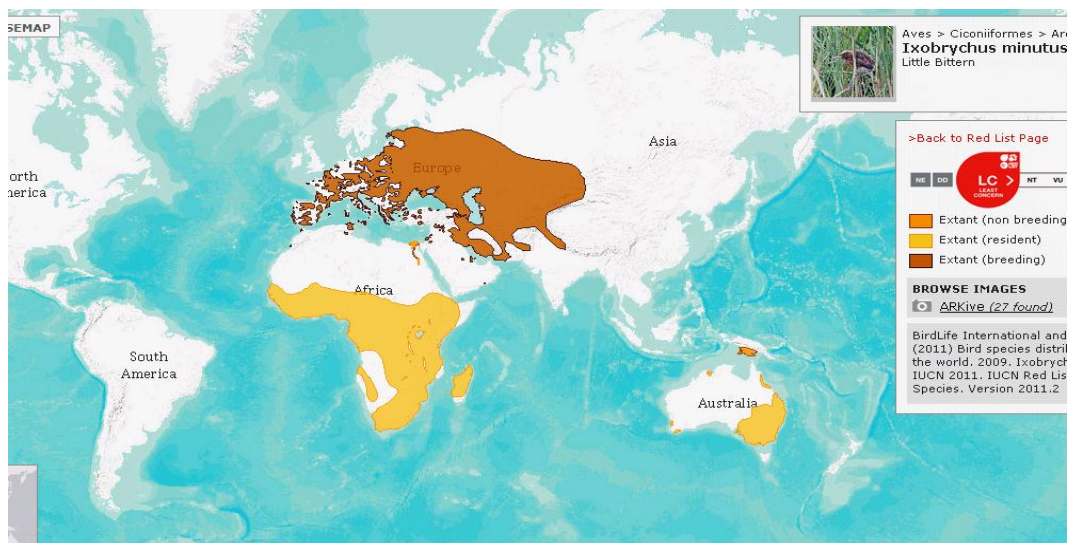 SEMAP
Aves > Ciconiiformes > Ar
Ixobrychus minutus
Little Bittern
Asia
Europe
orth
merica
Africa
South
America
Australia
>Back to Red List Page
NE DD LC > NT VU
LEAST
CONCERN
Extant (non breeding
Extant (resident)
Extant (breeding)
BROWSE IMAGES
ARKive (27 found)
BirdLife International and
(2011) Bird species distri
the world. 2009. Ixobrych
IUCN 2011. IUCN Red Lis
Species. Version 2011.2